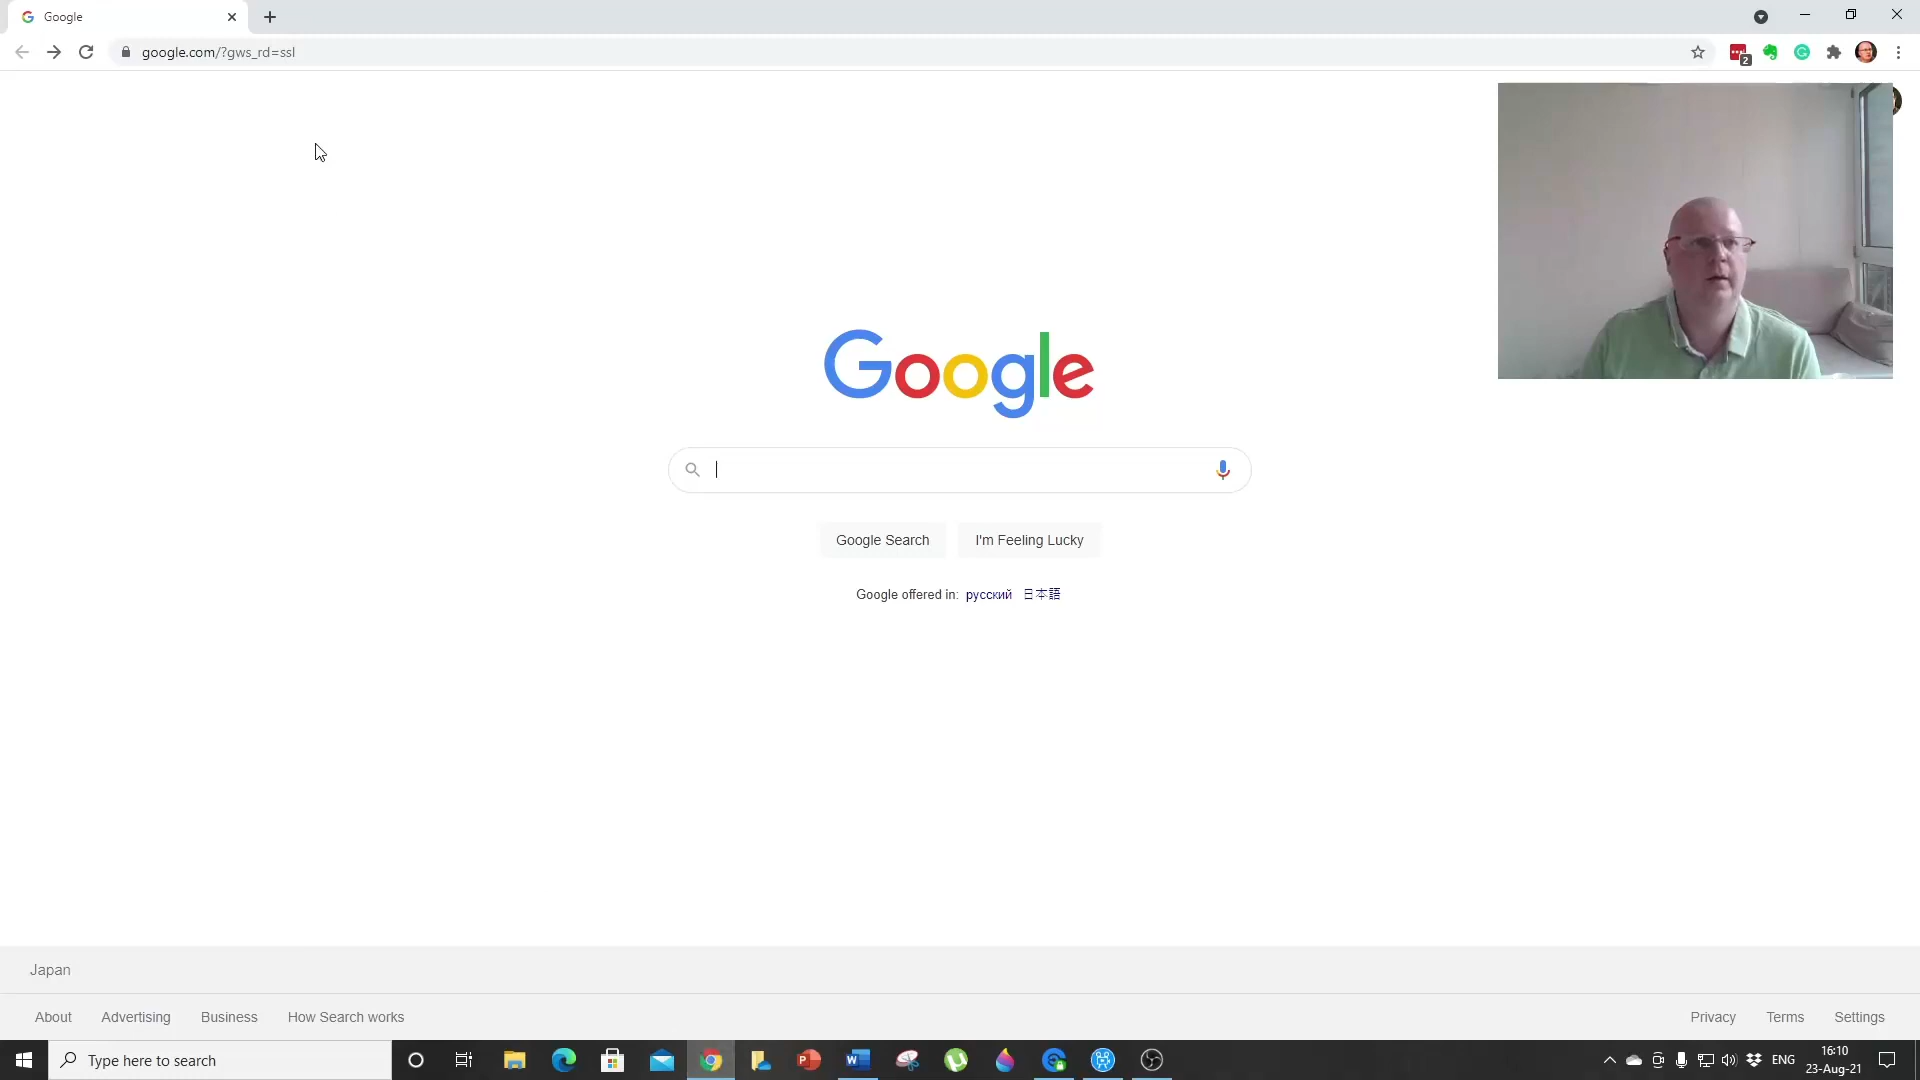 Google
google.com/?gws_rd=ssl
2
Google
Google Search
I'm Feeling Lucky
Google offered in: русский 日本語
Japan
About
Advertising
Business
How Search works
Privacy
Terms
Settings
Type here to search
ENG
16:10
23-Aug-21